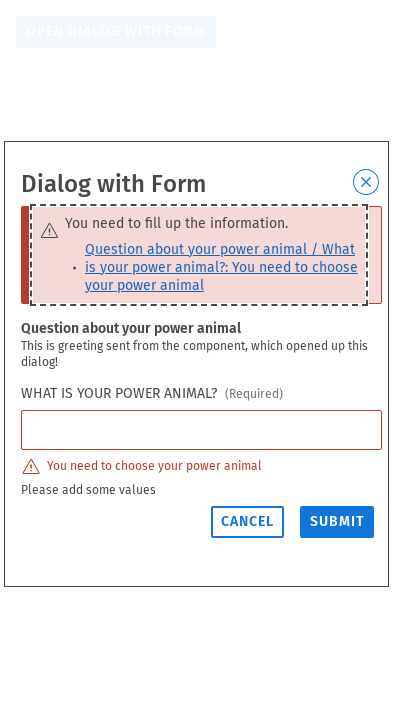 OPEN DIALOG WITH FORM
Dialog with Form
You need to fill up the information.
• Question about your power animal / What
is your power animal?: You need to choose
your power animal
Question about your power animal
This is greeting sent from the component, which opened up this
dialog!
WHAT IS YOUR POWER ANIMAL? (Required)
You need to choose your power animal
Please add some values
CANCEL SUBMIT